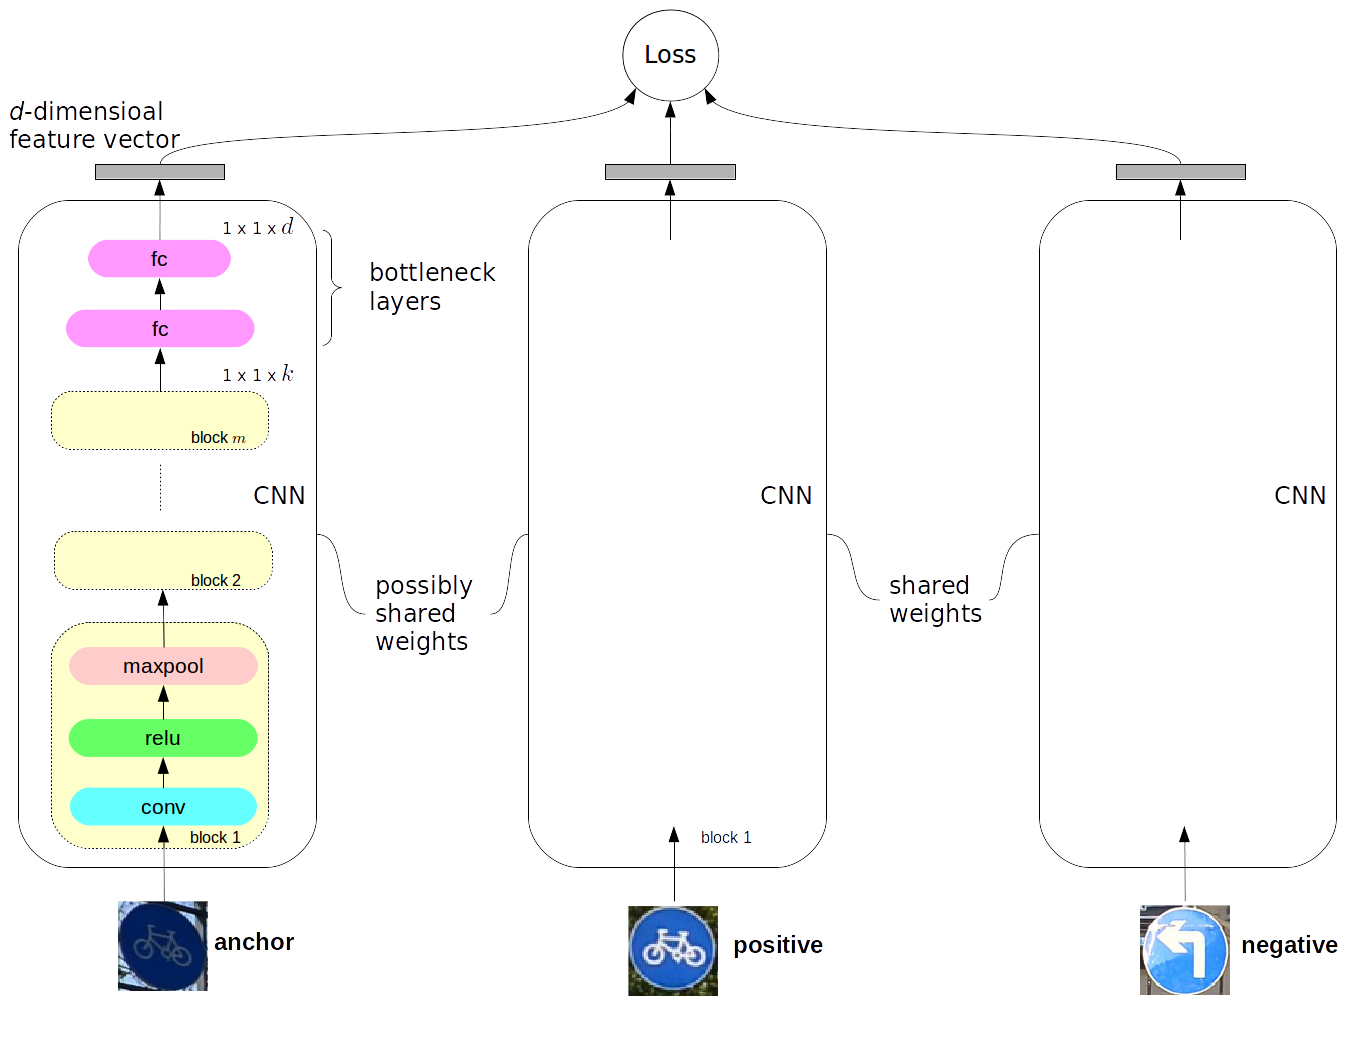 Loss
d-dimensioal
feature vector
1 x 1 x d
fc
bottleneck
layers
fc
1 x 1 x k
block m
CNN
CNN
CNN
block 2
possibly
shared
weights
shared
weights
maxpool
relu
conv
block 1
block 1
anchor
positive
negative